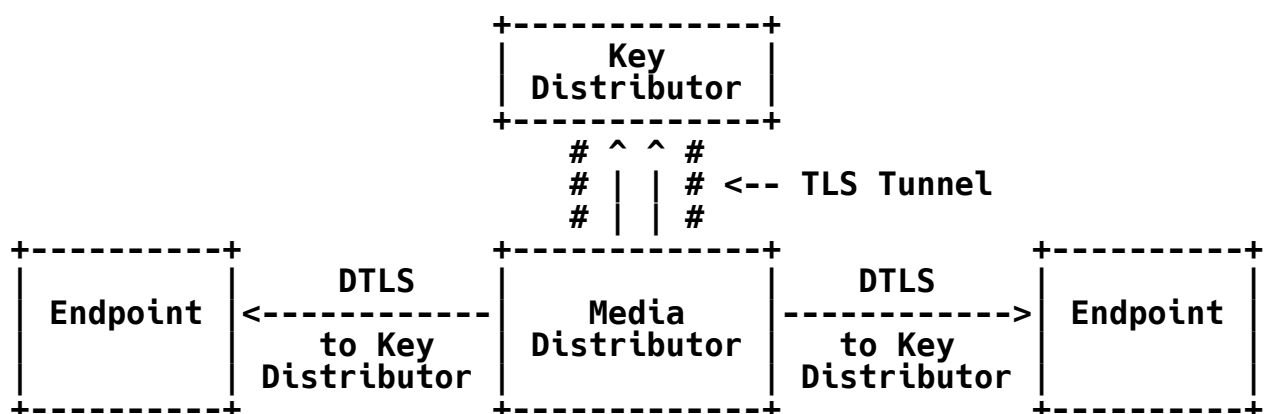 +-------------+
|     Key     |
| Distributor |
+-------------+
# ^ ^ #
# | | # <-- TLS Tunnel
# | | #
+----------+             +-------------+             +----------+
|          |    DTLS     |             |    DTLS     |          |
| Endpoint |<------------|    Media    |------------>| Endpoint |
|          |   to Key    | Distributor |   to Key    |          |
|          | Distributor |             | Distributor |          |
+----------+             +-------------+             +----------+